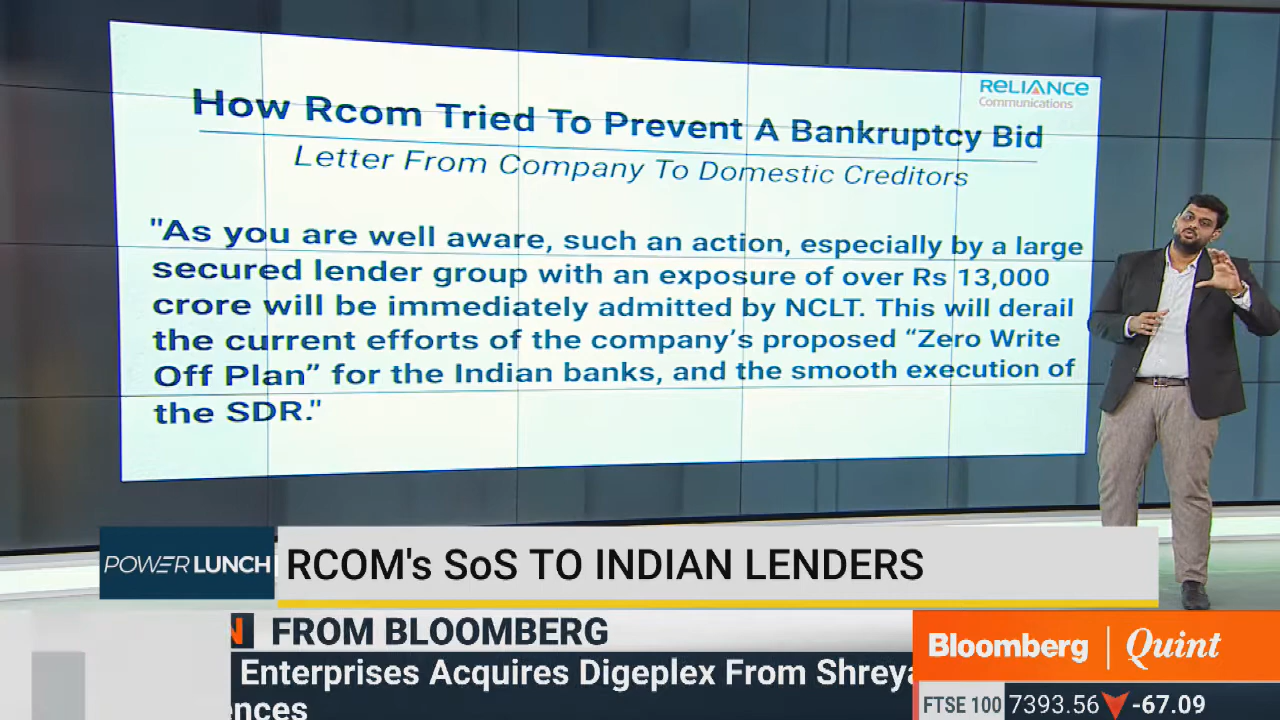 RELIANCE
Communications
How Rcom Tried To Prevent A Bankruptcy Bid
Letter From Company To Domestic Creditors
"As you are well aware, such an action, especially by a large
secured lender group with an exposure of over Rs 13,000
crore will be immediately admitted by NCLT. This will derail
the current efforts of the company's proposed “Zero Write
Off Plan” for the Indian banks, and the smooth execution of
the SDR."
POWER LUNCH
RCOM's SoS TO INDIAN LENDERS
FROM BLOOMBERG
Enterprises Acquires Digeplex From
Bloomberg | Quint
FTSE 100 7393.56 -67.09